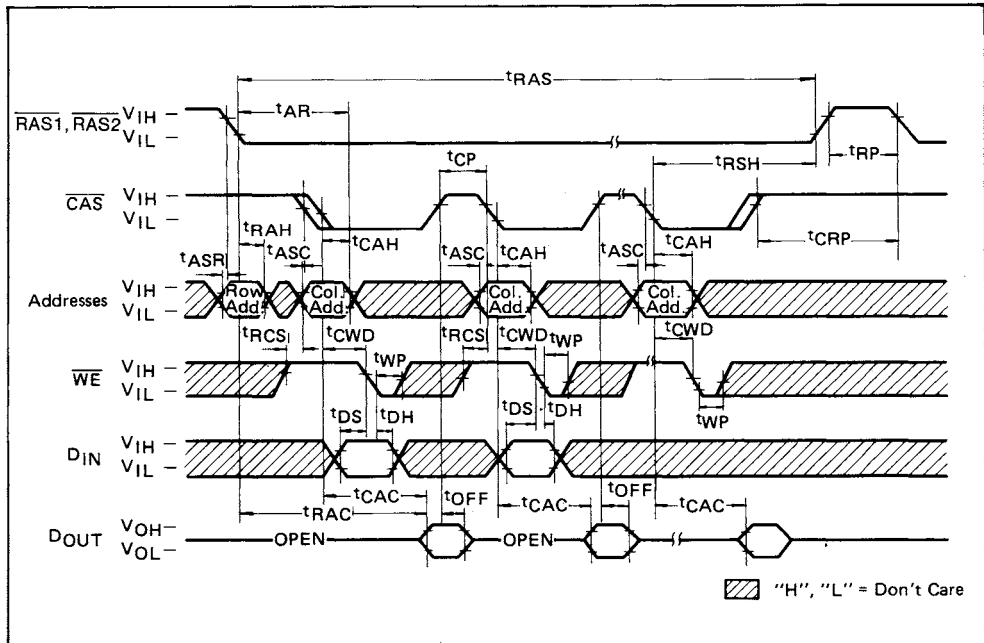 tRAS
tAR
RAS1, RAS2 VIH
VIL
tCP
tRSH
tRP
CAS VIH
VIL
tRAH
tCAH
tCAH
tCAH
tCRP
tASR
tASC
tASC
tASC
Addresses VIH
VIL
Row Add.
Col. Add.
Col. Add.
Col. Add.
tRCS
tCWD
tRCS
tCWD
tCWD
WE VIH
VIL
tWP
tWP
tWP
tDS
tDH
tDS
tDH
DIN VIH
VIL
tCAC
tOFF
tCAC
tOFF
tCAC
tRAC
DOUT VOH
VOL
OPEN
OPEN
"H", "L" = Don't Care